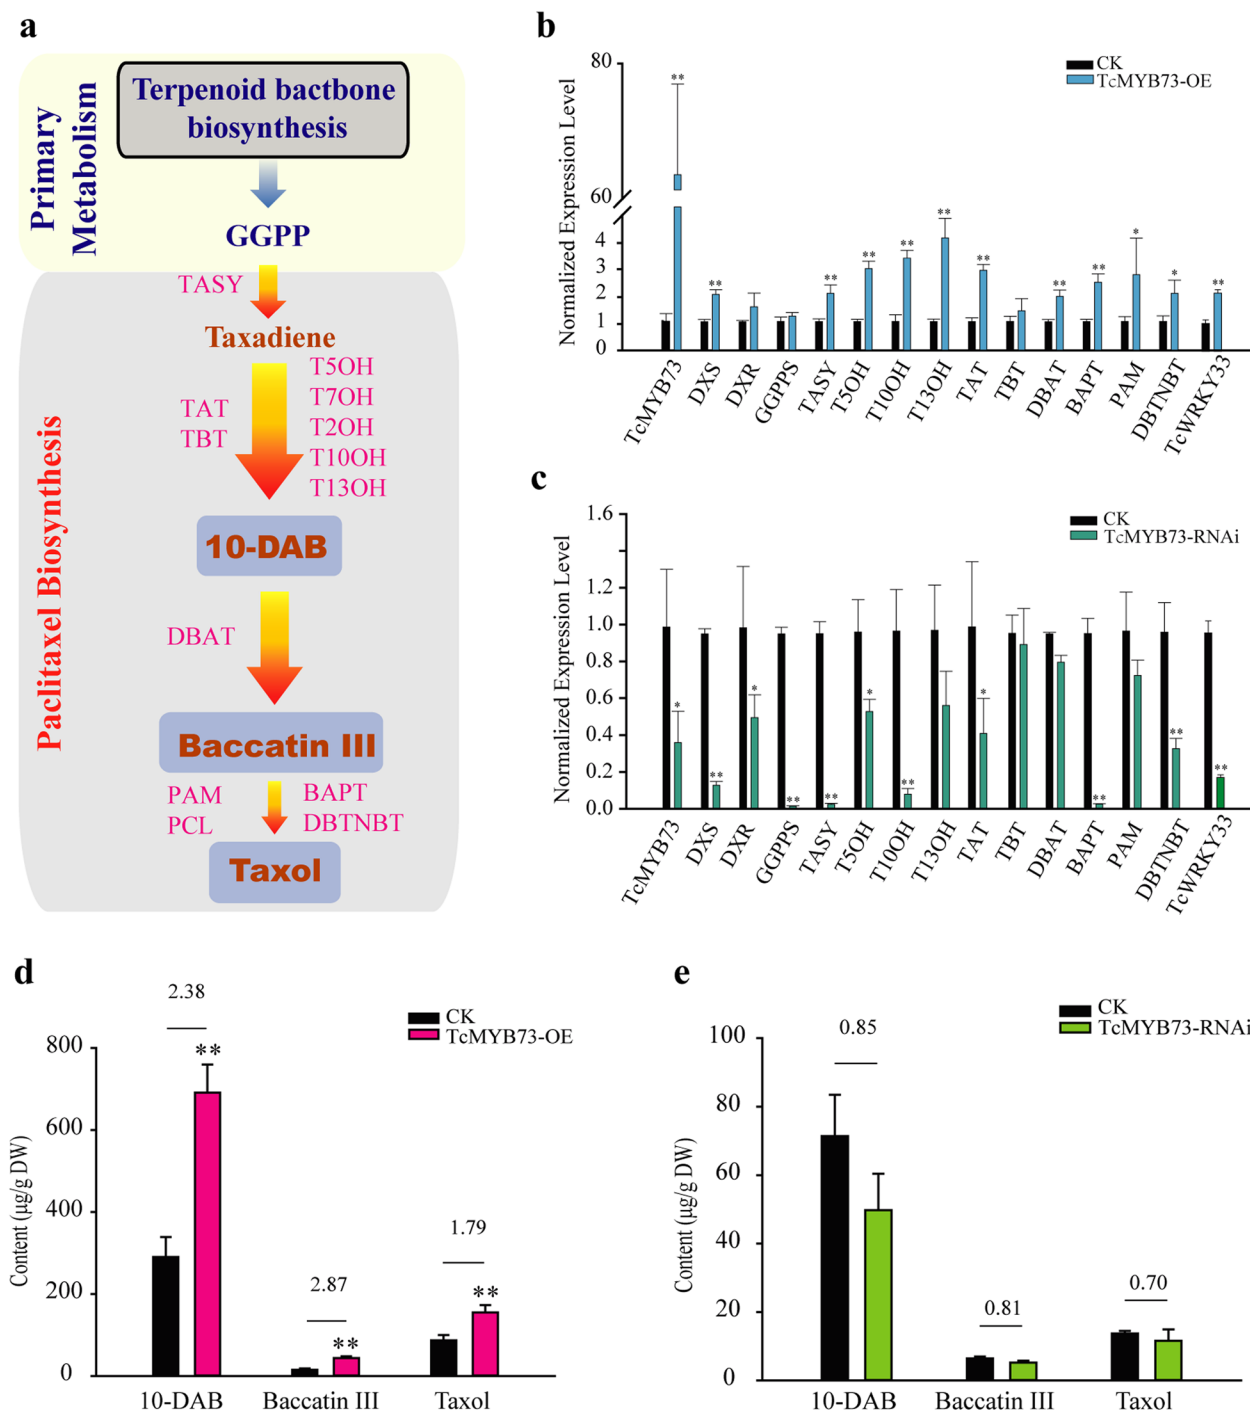 a
Primary
Metabolism
Terpenoid bactbone
biosynthesis
GGPP
TASY
Taxadiene
TAT
TBT
T5OH
T7OH
T2OH
T10OH
T13OH
10-DAB
DBAT
Baccatin III
PAM
PCL
BAPT
DBTNBT
Taxol
Paclitaxel Biosynthesis
b
CK
TcMYB73-OE
Normalized Expression Level
80
60
4
3
2
1
0
**
**
**
**
**
**
**
**
**
*
*
**
TcMYB73
DXS
DXR
GGPPS
TASY
T5OH
T10OH
T13OH
TAT
TBT
DBAT
BAPT
PAM
DBTNBT
TcWRKY33
c
CK
TcMYB73-RNAi
Normalized Expression Level
1.6
1.2
1.0
0.8
0.6
0.4
0.2
0.0
*
**
*
**
**
*
**
*
**
**
**
TcMYB73
DXS
DXR
GGPPS
TASY
T5OH
T10OH
T13OH
TAT
TBT
DBAT
BAPT
PAM
DBTNBT
TcWRKY33
d
CK
TcMYB73-OE
Content (μg/g DW)
800
600
400
200
0
2.38
**
2.87
**
1.79
**
10-DAB
Baccatin III
Taxol
e
CK
TcMYB73-RNAi
Content (μg/g DW)
100
80
60
40
20
0
0.85
0.81
0.70
10-DAB
Baccatin III
Taxol